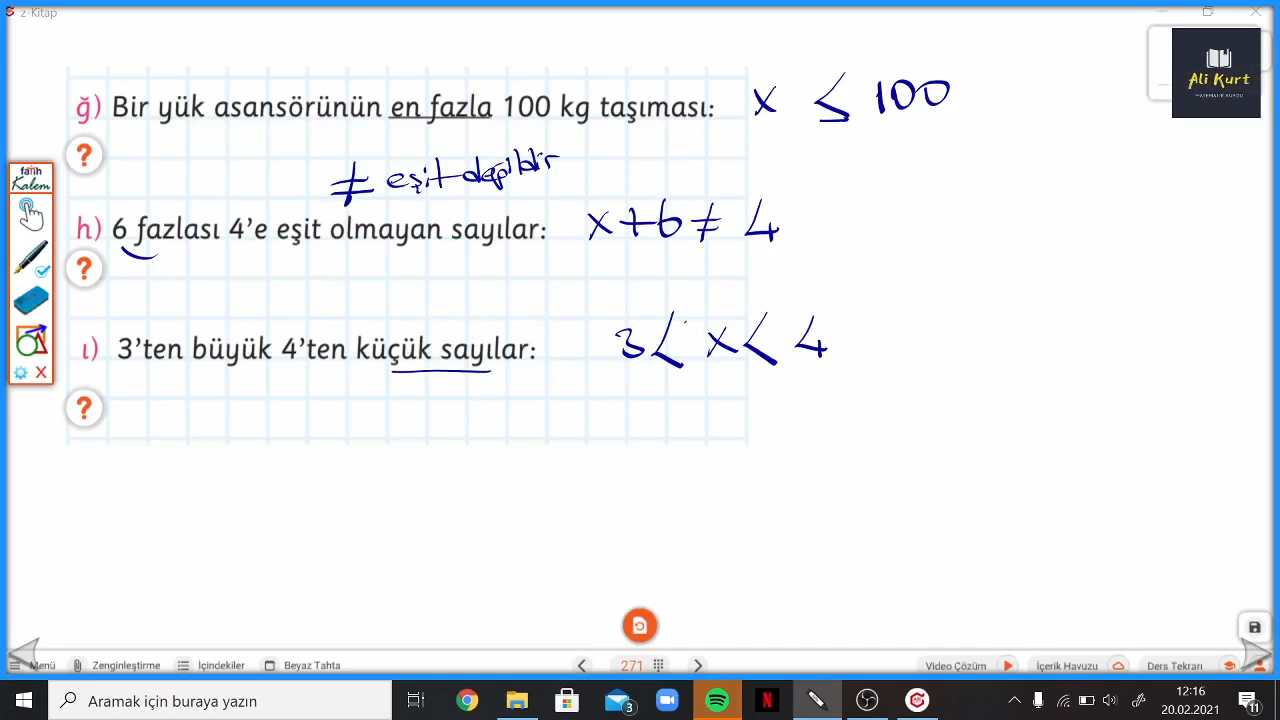 z-Kitap
Ali Kurt
ğ) Bir yük asansörünün en fazla 100 kg taşıması: x ≤ 100
?
≠ eşit değildir
h) 6 fazlası 4’e eşit olmayan sayılar: x+6 ≠ 4
?
ı) 3’ten büyük 4’ten küçük sayılar: 3 < x < 4
?
fatih
Kalem
Menü Zenginleştirme İçindekiler Beyaz Tahta 271 Video Çözüm İçerik Havuzu Ders Tekrarı
Aramak için buraya yazın 3 12:16
20.02.2021 11